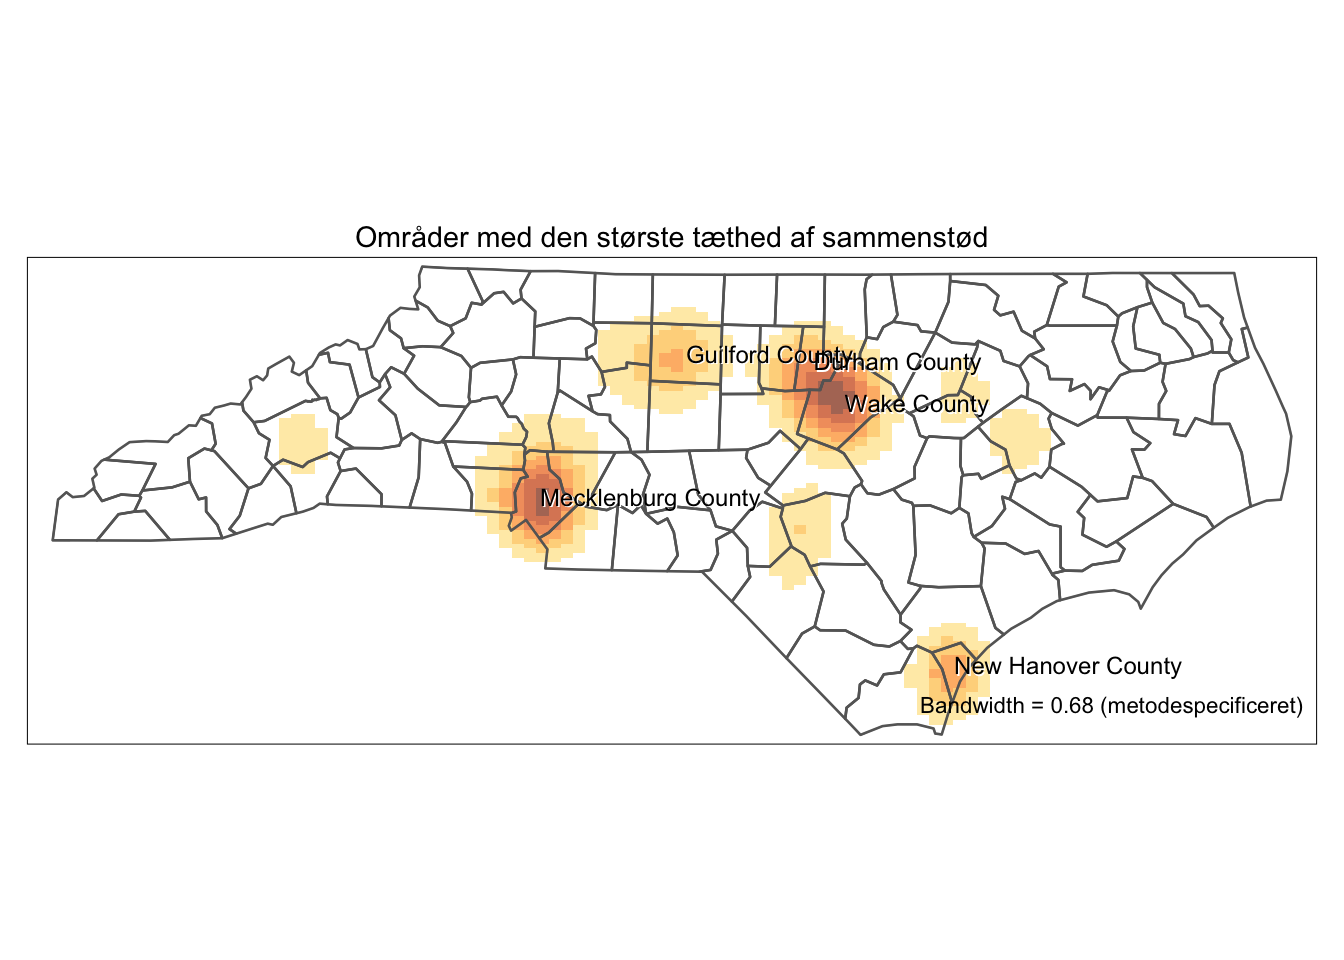 Områder med den største tæthed af sammenstød
Guilford County
Durham County
Wake County
Mecklenburg County
New Hanover County
Bandwidth = 0.68 (metodespecificeret)